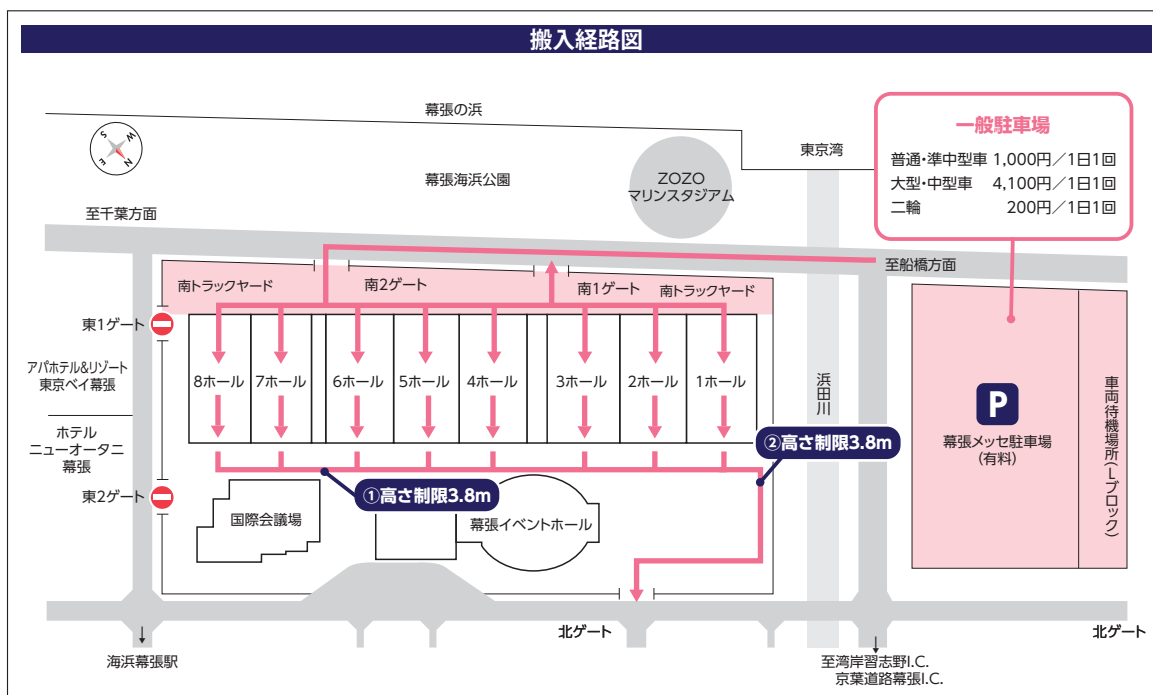 搬入経路図
幕張の浜
S
W
E
N
東京湾
一般駐車場
普通・準中型車 1,000円／1日1回
大型・中型車 4,100円／1日1回
二輪 200円／1日1回
幕張海浜公園
ZOZO
マリンスタジアム
至千葉方面
至船橋方面
南トラックヤード
南2ゲート
南1ゲート
南トラックヤード
東1ゲート
アパホテル&リゾート
東京ベイ幕張
8ホール
7ホール
6ホール
5ホール
4ホール
3ホール
2ホール
1ホール
浜田川
P
幕張メッセ駐車場
(有料)
車両待機場所(Lブロック)
ホテル
ニューオータニ
幕張
②高さ制限3.8m
東2ゲート
①高さ制限3.8m
国際会議場
幕張イベントホール
北ゲート
北ゲート
海浜幕張駅
至湾岸習志野I.C.
京葉道路幕張I.C.